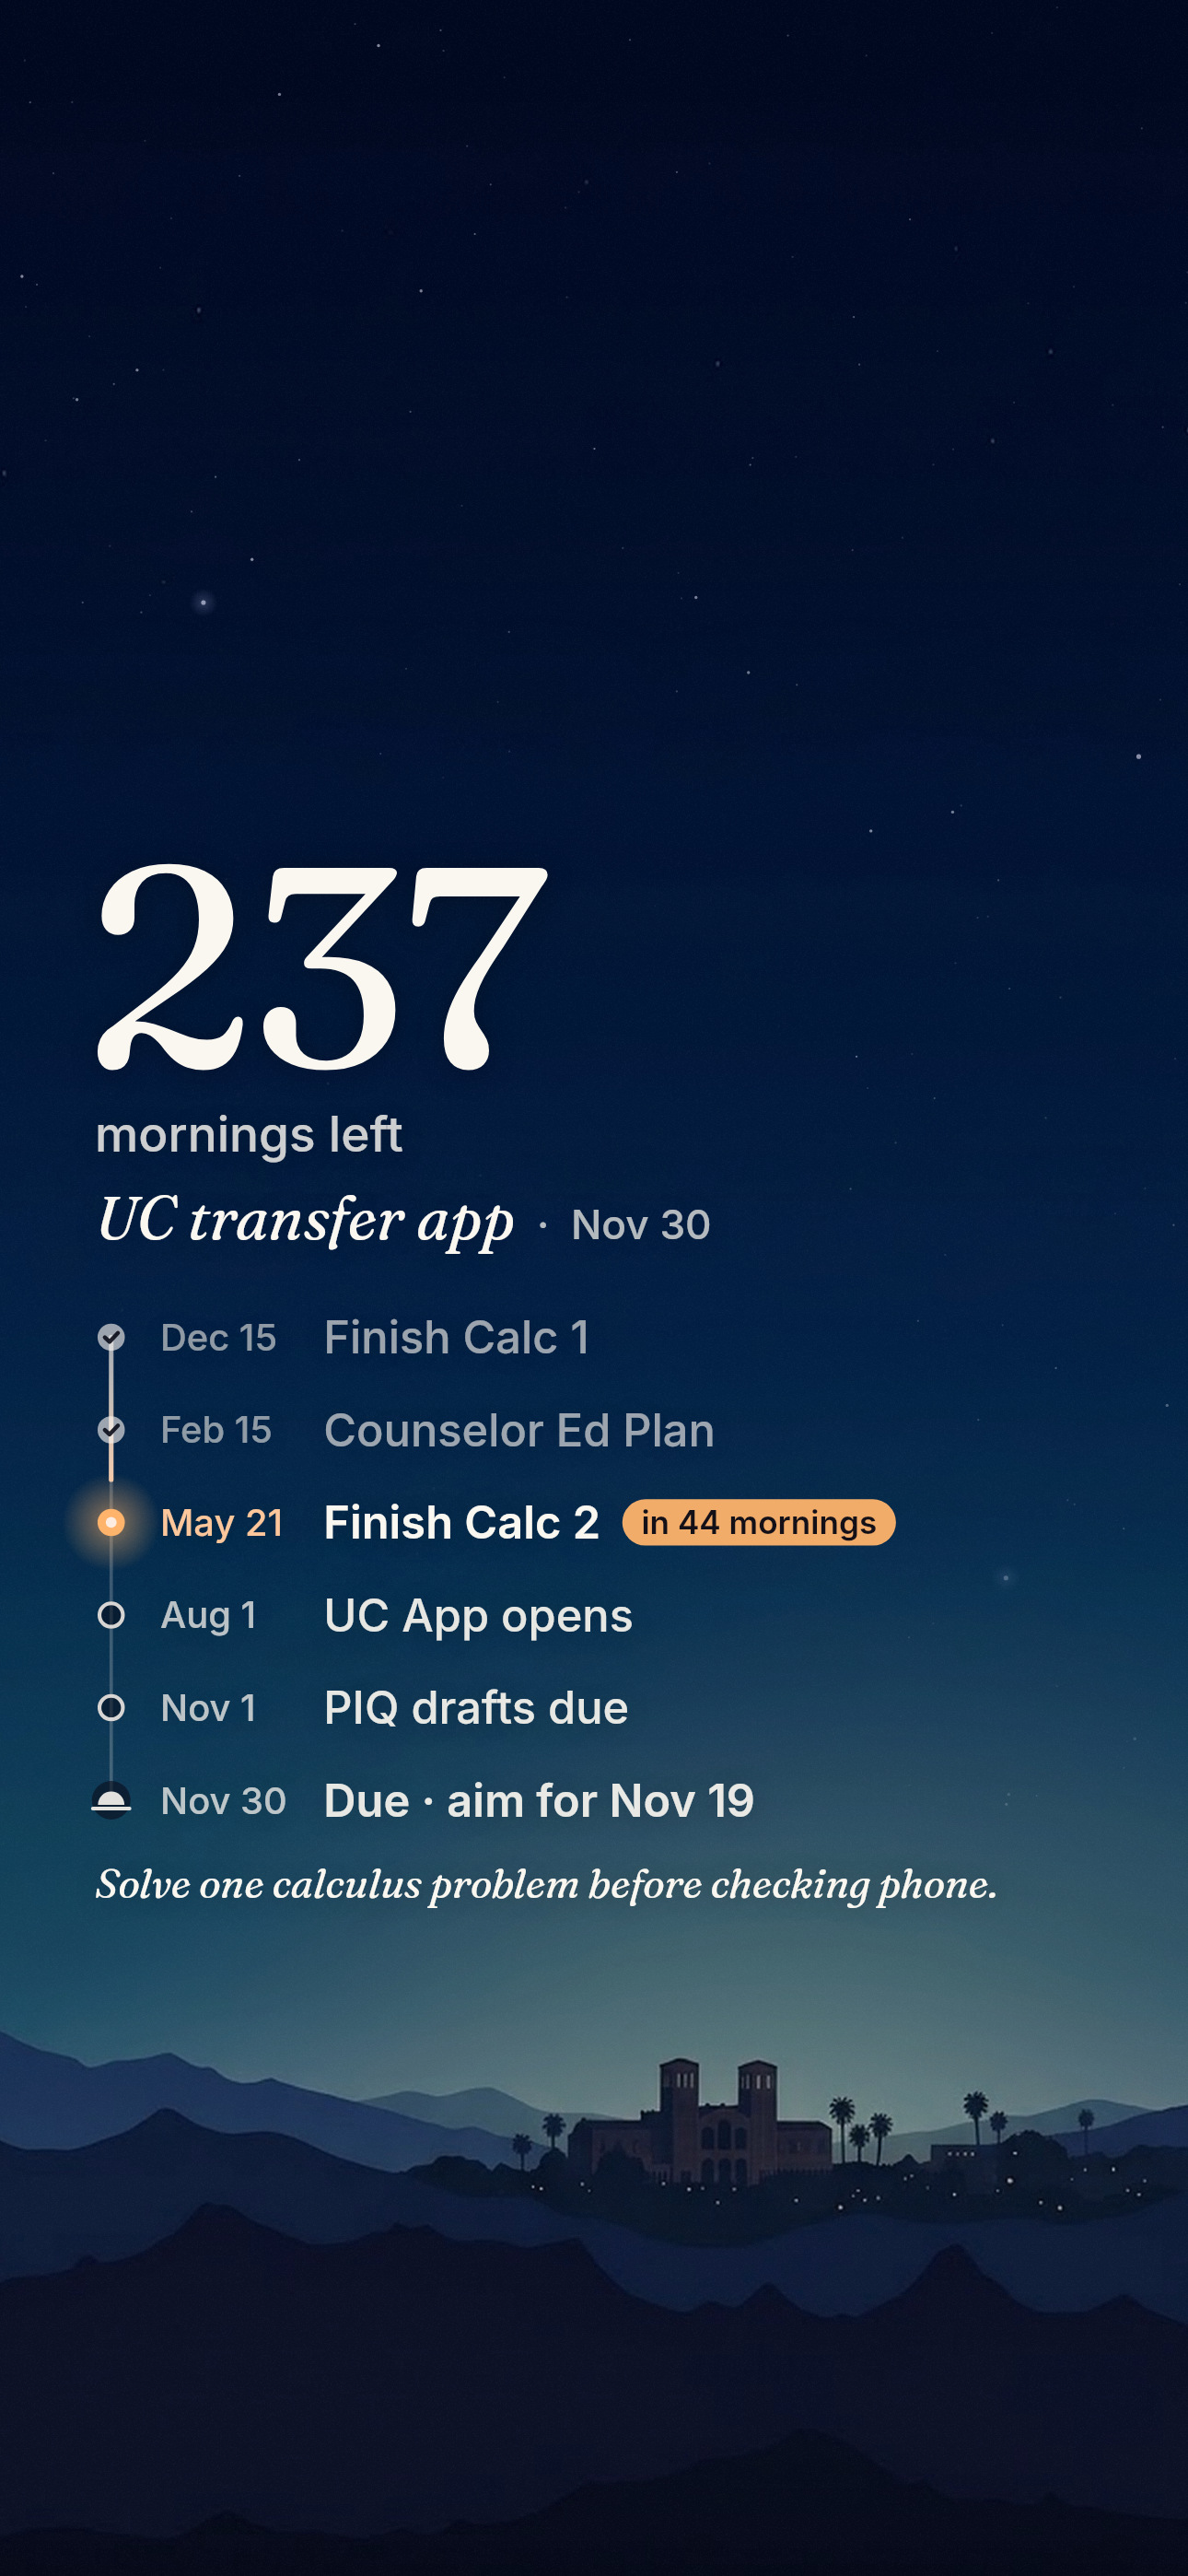 237
mornings left
UC transfer app · Nov 30
Dec 15 Finish Calc 1
Feb 15 Counselor Ed Plan
May 21 Finish Calc 2 in 44 mornings
Aug 1 UC App opens
Nov 1 PIQ drafts due
Nov 30 Due · aim for Nov 19
Solve one calculus problem before checking phone.